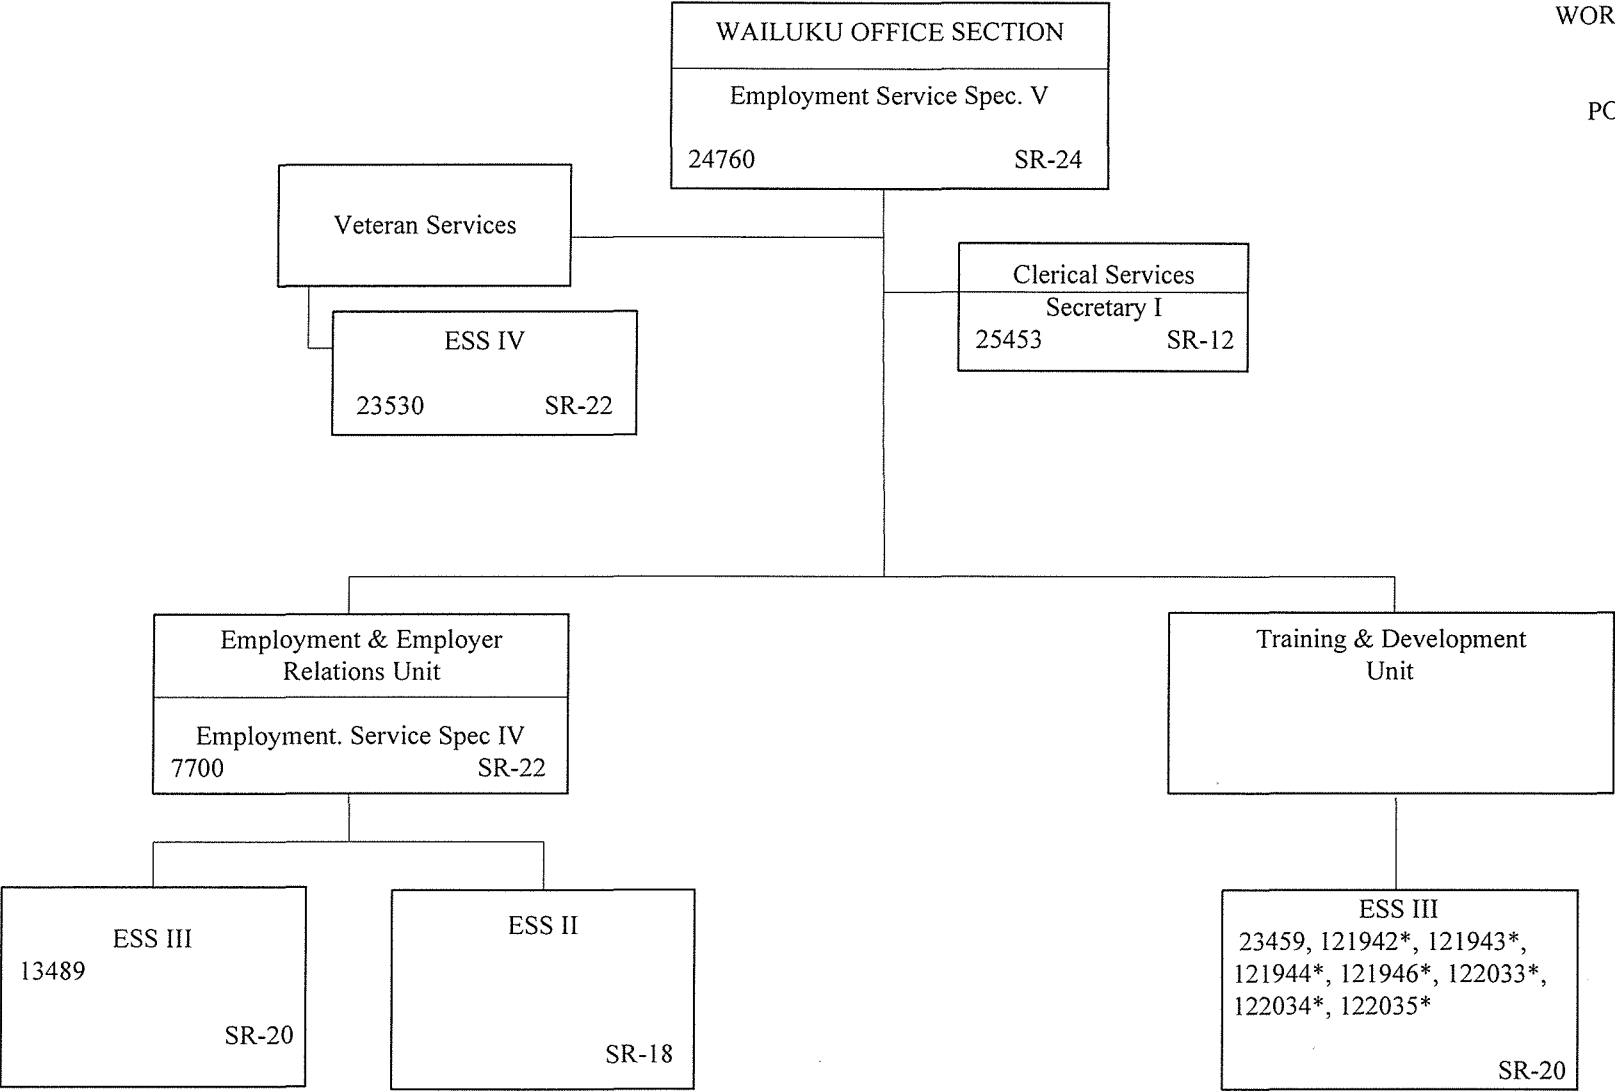 WAILUKU OFFICE SECTION
Employment Service Spec. V
24760 SR-24
Veteran Services
ESS IV
23530 SR-22
Clerical Services
Secretary I
25453 SR-12
Employment & Employer
Relations Unit
Employment. Service Spec IV
7700 SR-22
Training & Development
Unit
ESS III
13489
SR-20
ESS II
SR-18
ESS III
23459, 121942*, 121943*,
121944*, 121946*, 122033*,
122034*, 122035*
SR-20